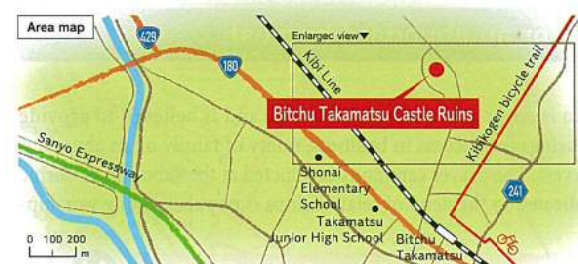 Area map
429
180
Enlarged view▼
Kibi Line
Bitchu Takamatsu Castle Ruins
Kibikogen bicycle trail
Sanyo Expressway
Shonai
Elementary
School
Takamatsu
Junior High School
241
Bitchu
Takamatsu
0 100 200
m